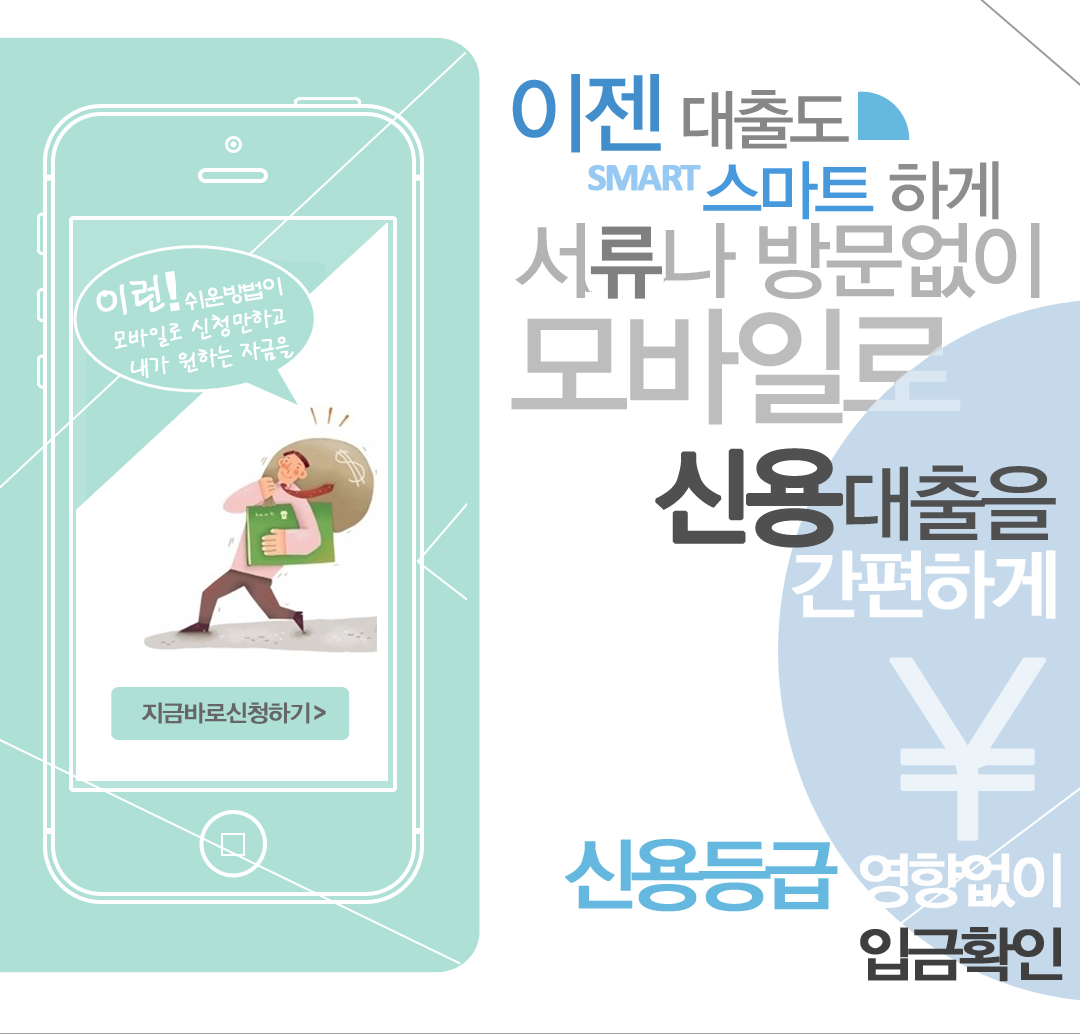 이젠 대출도
SMART 스마트 하게
서류나 방문없이
모바일로
신용대출을
간편하게
¥
신용등급 영향없이
입금확인
이런! 쉬운방법이
모바일로 신청만하고
내가 원하는 자금을
$
bank
지금바로신청하기>